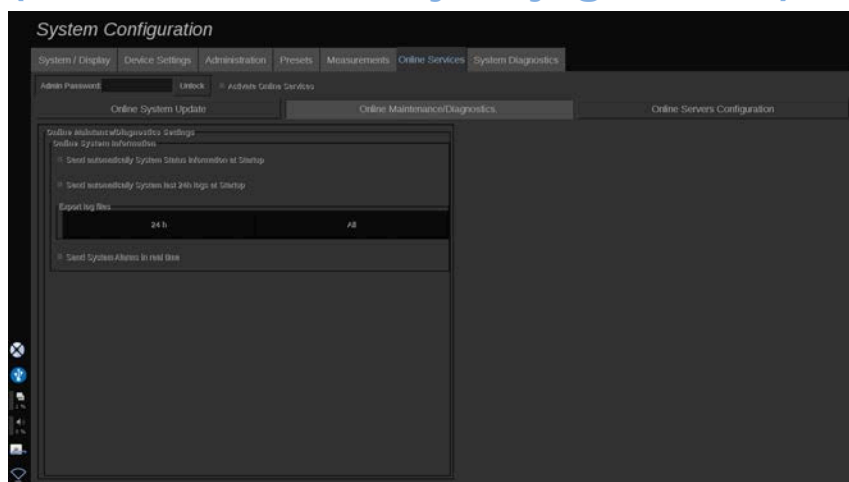 System Configuration
System / Display Device Settings Administration Presets Measurements Online Services System Diagnostics
Admin Password: Unlock Activate Online Services
Online System Update Online Maintenance/Diagnostics. Online Servers Configuration
Settings
Online System Information
Send automatically System Status Information at Startup
Send automatically System last 24h logs at Startup
Export log files
24 h All
Send System Alarms in real time